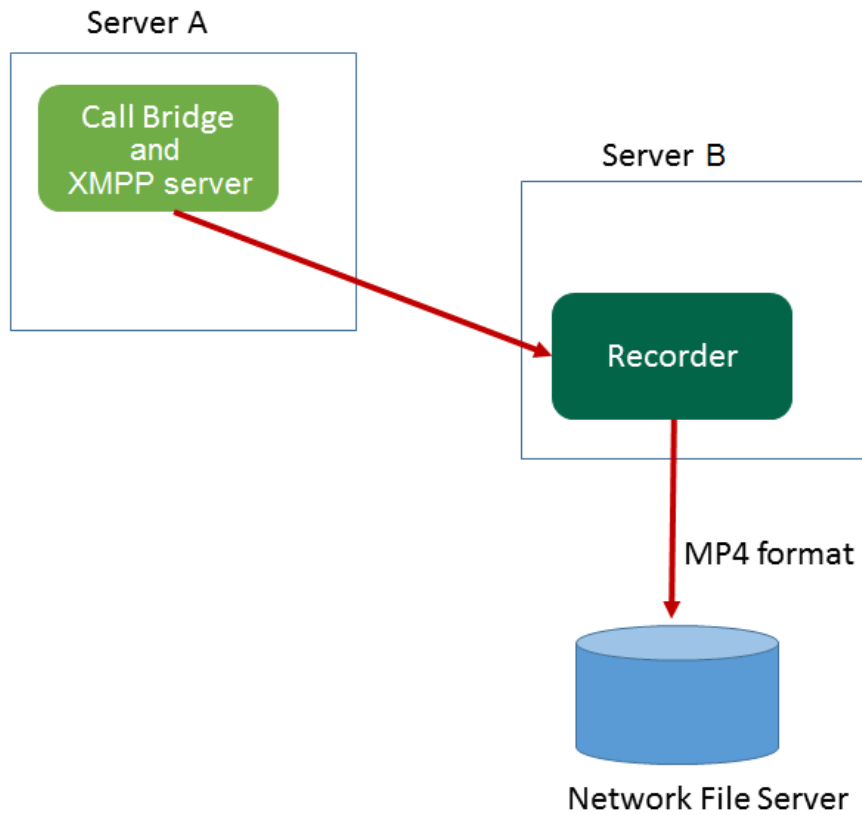 Server A
Call Bridge
and
XMPP server
Server B
Recorder
MP4 format
Network File Server